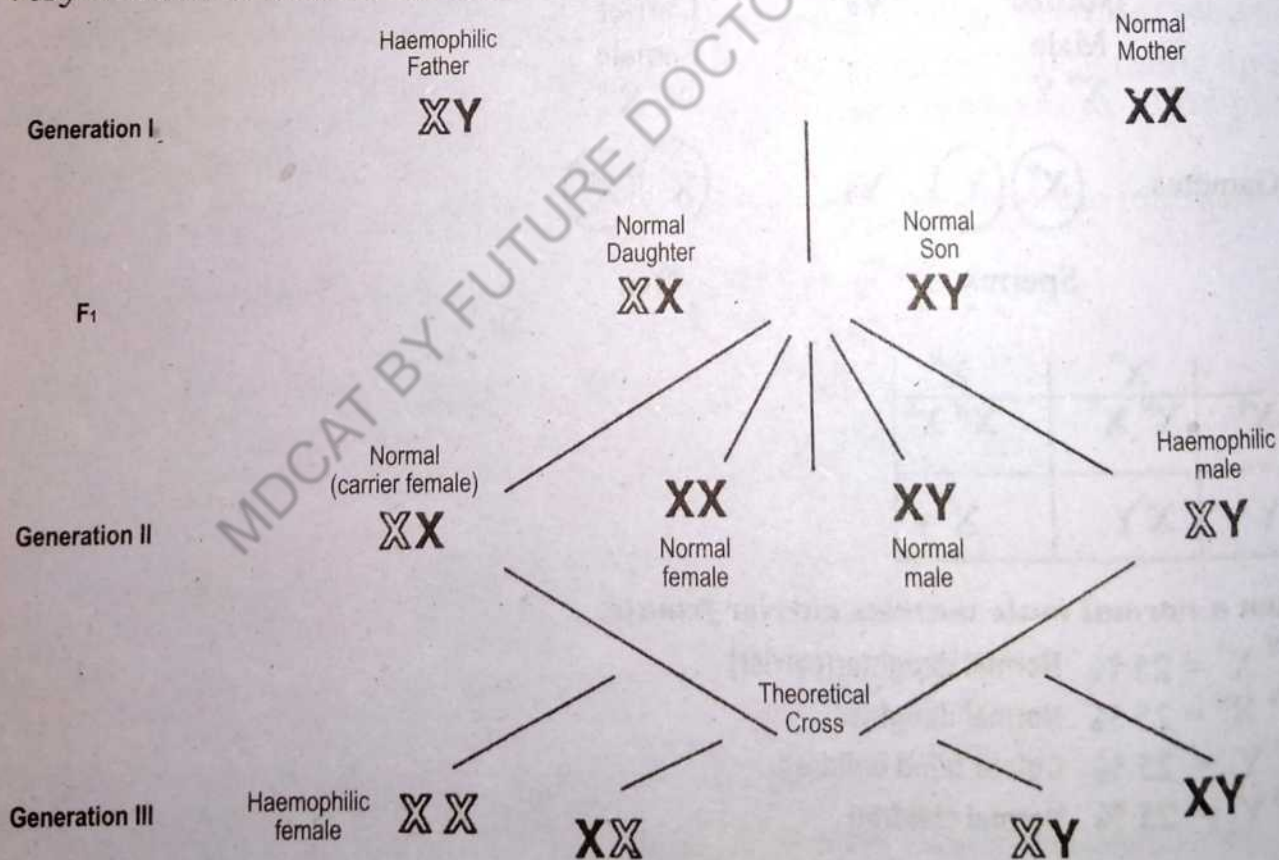 Haemophilic
Father
XY
Normal
Mother
XX
Generation I
MDCAT BY FUTURE DOCTO
Normal
Daughter
XX
Normal
Son
XY
F1
Normal
(carrier female)
XX
XX
Normal
female
XY
Normal
male
Haemophilic
male
XY
Generation II
Theoretical
Cross
Generation III
Haemophilic
female
XX
XX
XY
XY